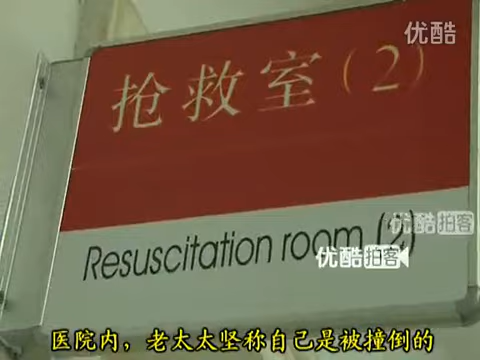 优酷
抢救室(2)
优酷拍客
Resuscitation room (2)
优酷拍客
医院内，老太太坚称自己是被撞倒的